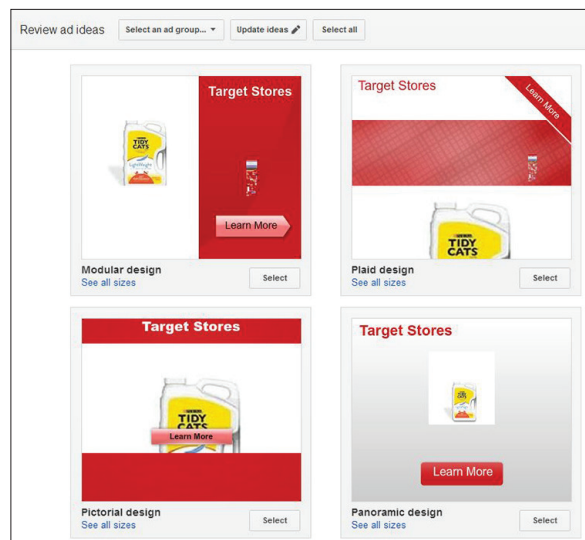 Review ad ideas
Select an ad group...
Update ideas
Select all
Target Stores
TIDY
CATS
Learn More
Modular design
See all sizes
Select
Target Stores
Learn More
TIDY
CATS
Plaid design
See all sizes
Select
Target Stores
TIDY
CATS
Learn More
Pictorial design
See all sizes
Select
Target Stores
Learn More
Panoramic design
See all sizes
Select